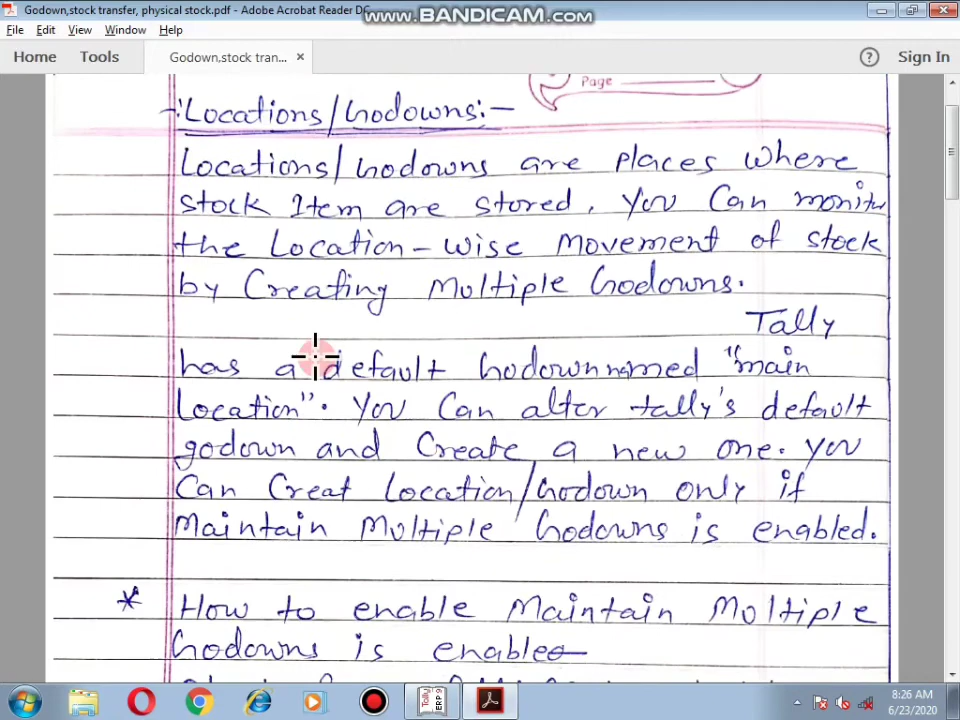 Godown,stock transfer, physical stock.pdf - Adobe Acrobat Reader DC
www.BANDICAM.com
File Edit View Window Help
Home Tools Godown,stock tran... × ? Sign In
Page
Locations/Godowns:-
Locations/Godowns are places where
stock Item are stored. You Can monitor
the Location-wise Movement of stock
by Creating Multiple Godowns.
Tally
has a default Godown named "main
Location". You Can alter tally's default
godown and Create a new one. You
Can Creat Location/Godown only if
Maintain Multiple Godowns is enabled.
* How to enable Maintain Multiple
Godowns is enable
Tally
ERP 9
8:26 AM
6/23/2020